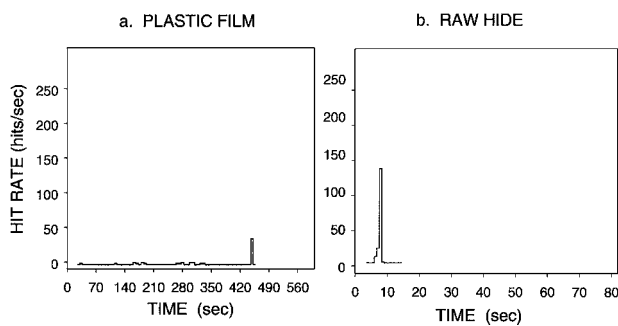 a. PLASTIC FILM
b. RAW HIDE
HIT RATE (hits/sec)
250
200
150
100
50
0
0 70 140 210 280 350 420 490 560
TIME (sec)
250
200
150
100
50
0
0 10 20 30 40 50 60 70 80
TIME (sec)